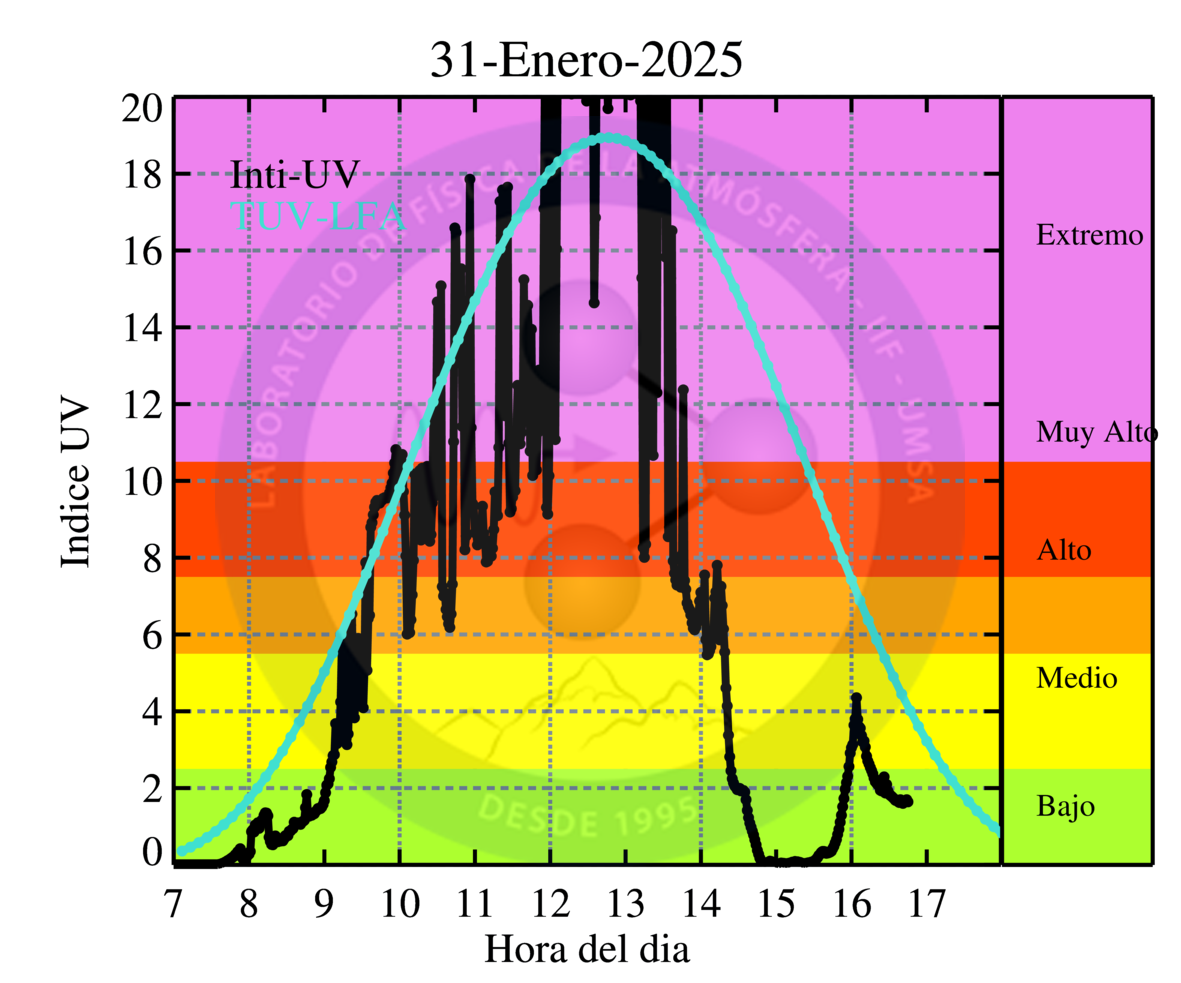 31-Enero-2025
Inti-UV
TUV-LFA
Indice UV
20
18
16
14
12
10
8
6
4
2
0
7 8 9 10 11 12 13 14 15 16 17
Hora del dia
Extremo
Muy Alto
Alto
Medio
Bajo
LABORATORIO DE FÍSICA DE LA ATMÓSFERA - IIF - UMSA
DESDE 1995